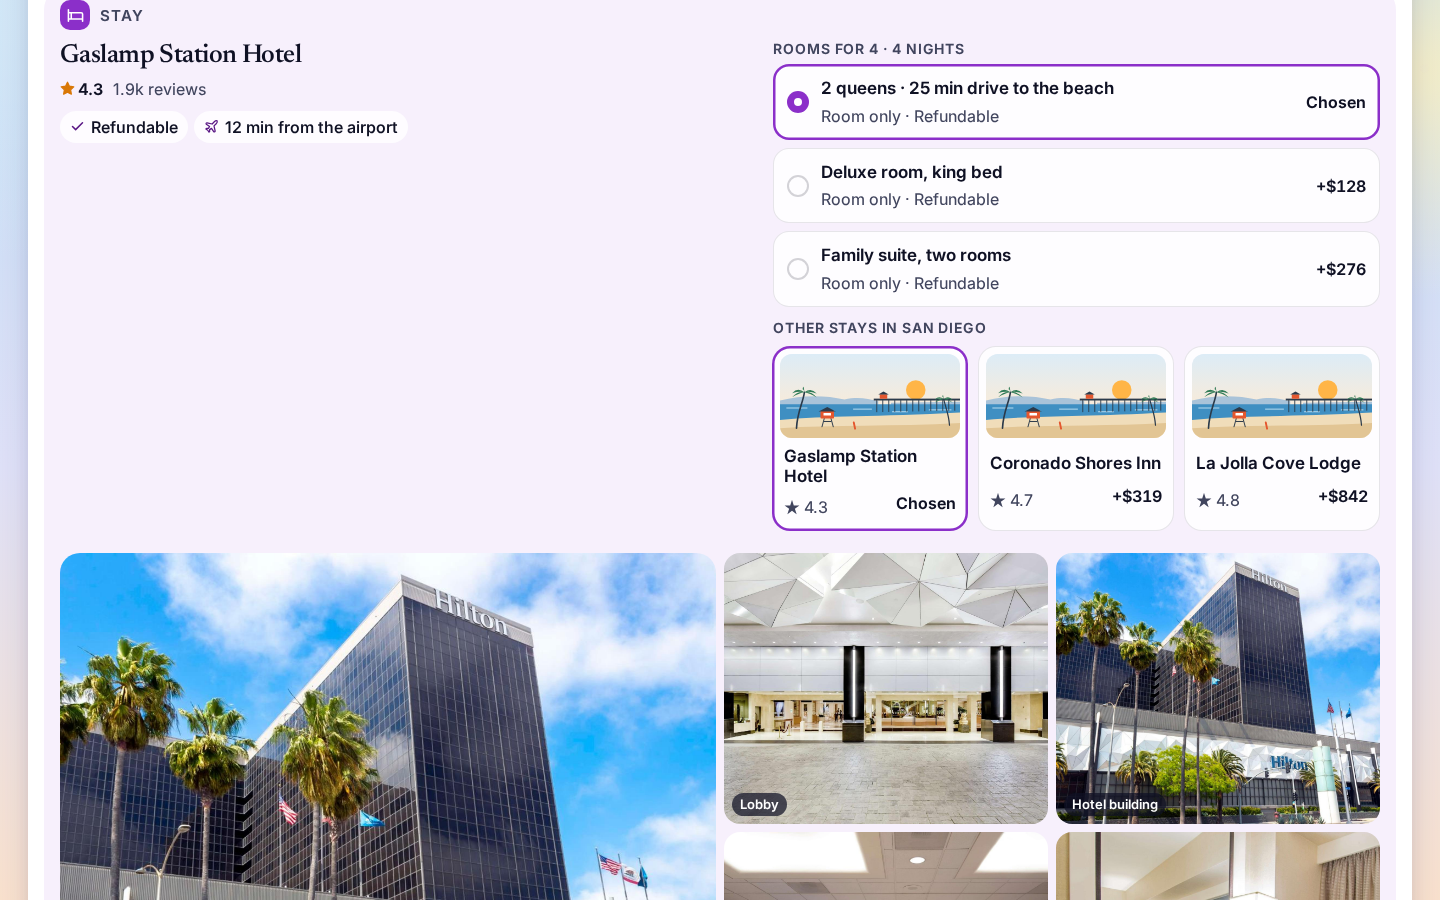 STAY
Gaslamp Station Hotel
4.3 1.9k reviews
Refundable
12 min from the airport
ROOMS FOR 4 · 4 NIGHTS
2 queens · 25 min drive to the beach
Room only · Refundable
Chosen
Deluxe room, king bed
Room only · Refundable
+$128
Family suite, two rooms
Room only · Refundable
+$276
OTHER STAYS IN SAN DIEGO
Gaslamp Station
Hotel
★ 4.3
Chosen
Coronado Shores Inn
★ 4.7
+$319
La Jolla Cove Lodge
★ 4.8
+$842
Hilton
Lobby
Hilton
Hilton
Hotel building